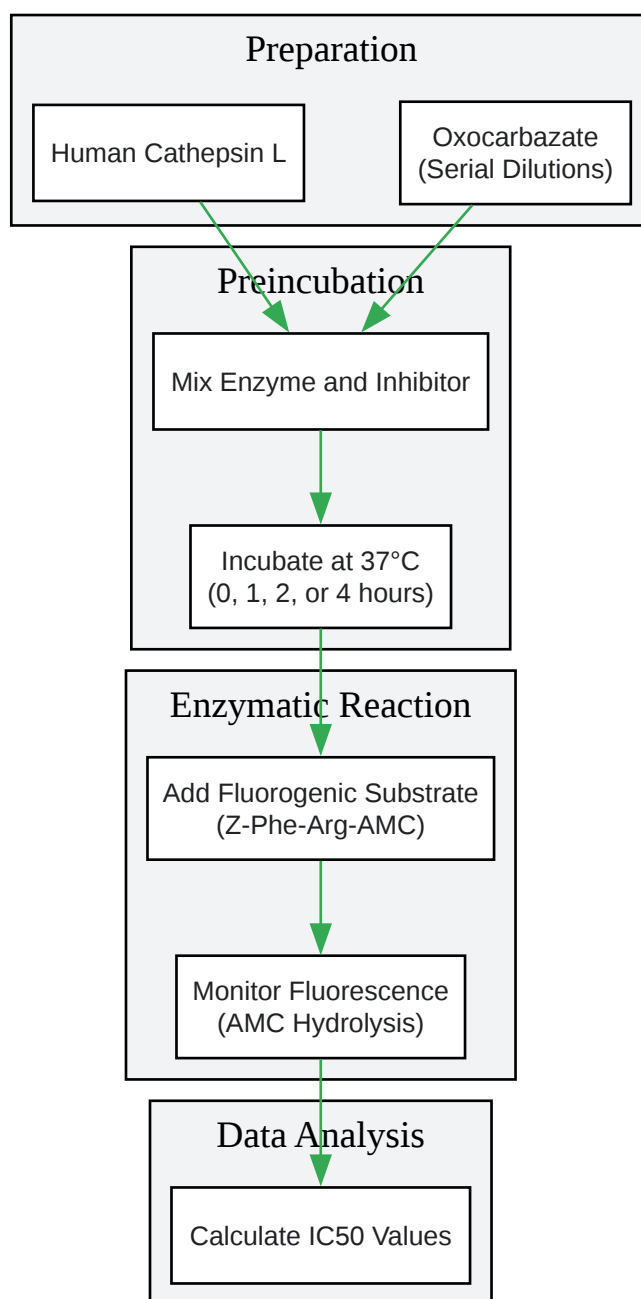 Preparation
Human Cathepsin L
Oxocarbazate
(Serial Dilutions)
Preincubation
Mix Enzyme and Inhibitor
Incubate at 37°C
(0, 1, 2, or 4 hours)
Enzymatic Reaction
Add Fluorogenic Substrate
(Z-Phe-Arg-AMC)
Monitor Fluorescence
(AMC Hydrolysis)
Data Analysis
Calculate IC50 Values